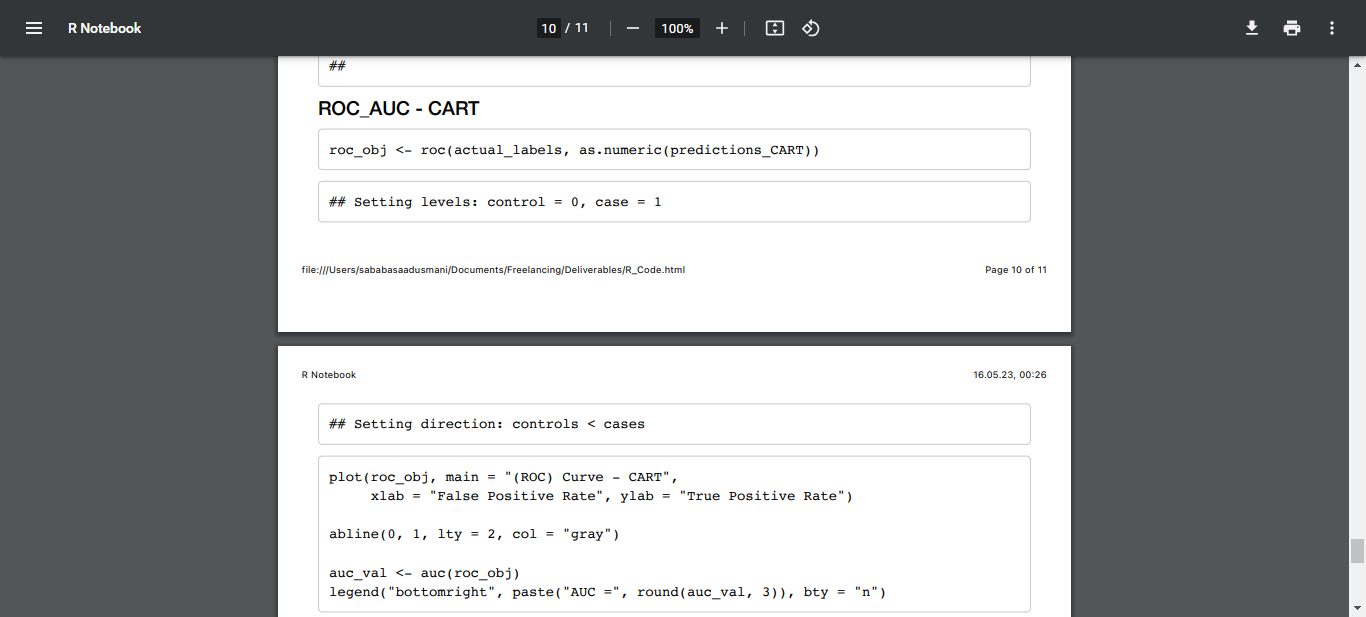 R Notebook
10 / 11
100%
##
ROC_AUC - CART
roc_obj <- roc(actual_labels, as.numeric(predictions_CART))
## Setting levels: control = 0, case = 1
file:///Users/sababasaadusmani/Documents/Freelancing/Deliverables/R_Code.html
Page 10 of 11
R Notebook
16.05.23, 00:26
## Setting direction: controls < cases
plot(roc_obj, main = "(ROC) Curve - CART",
     xlab = "False Positive Rate", ylab = "True Positive Rate")
abline(0, 1, lty = 2, col = "gray")
auc_val <- auc(roc_obj)
legend("bottomright", paste("AUC =", round(auc_val, 3)), bty = "n")